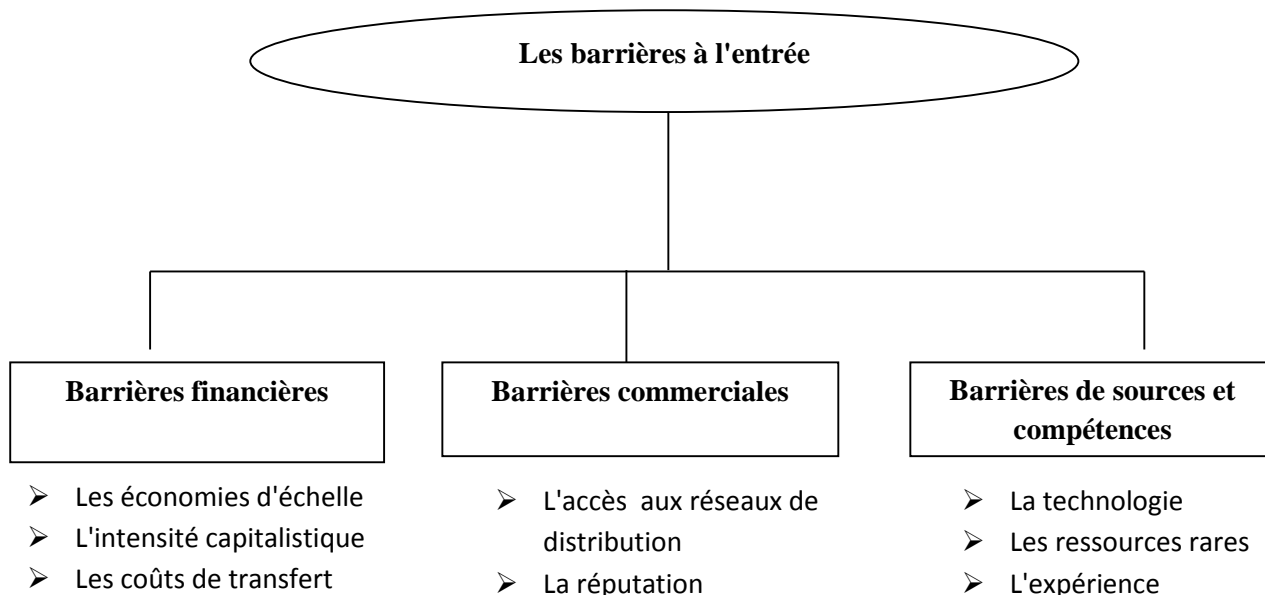 Les barrières à l'entrée
Barrières financières
➢ Les économies d'échelle
➢ L'intensité capitalistique
➢ Les coûts de transfert
Barrières commerciales
➢ L'accès aux réseaux de
distribution
➢ La réputation
Barrières de sources et
compétences
➢ La technologie
➢ Les ressources rares
➢ L'expérience